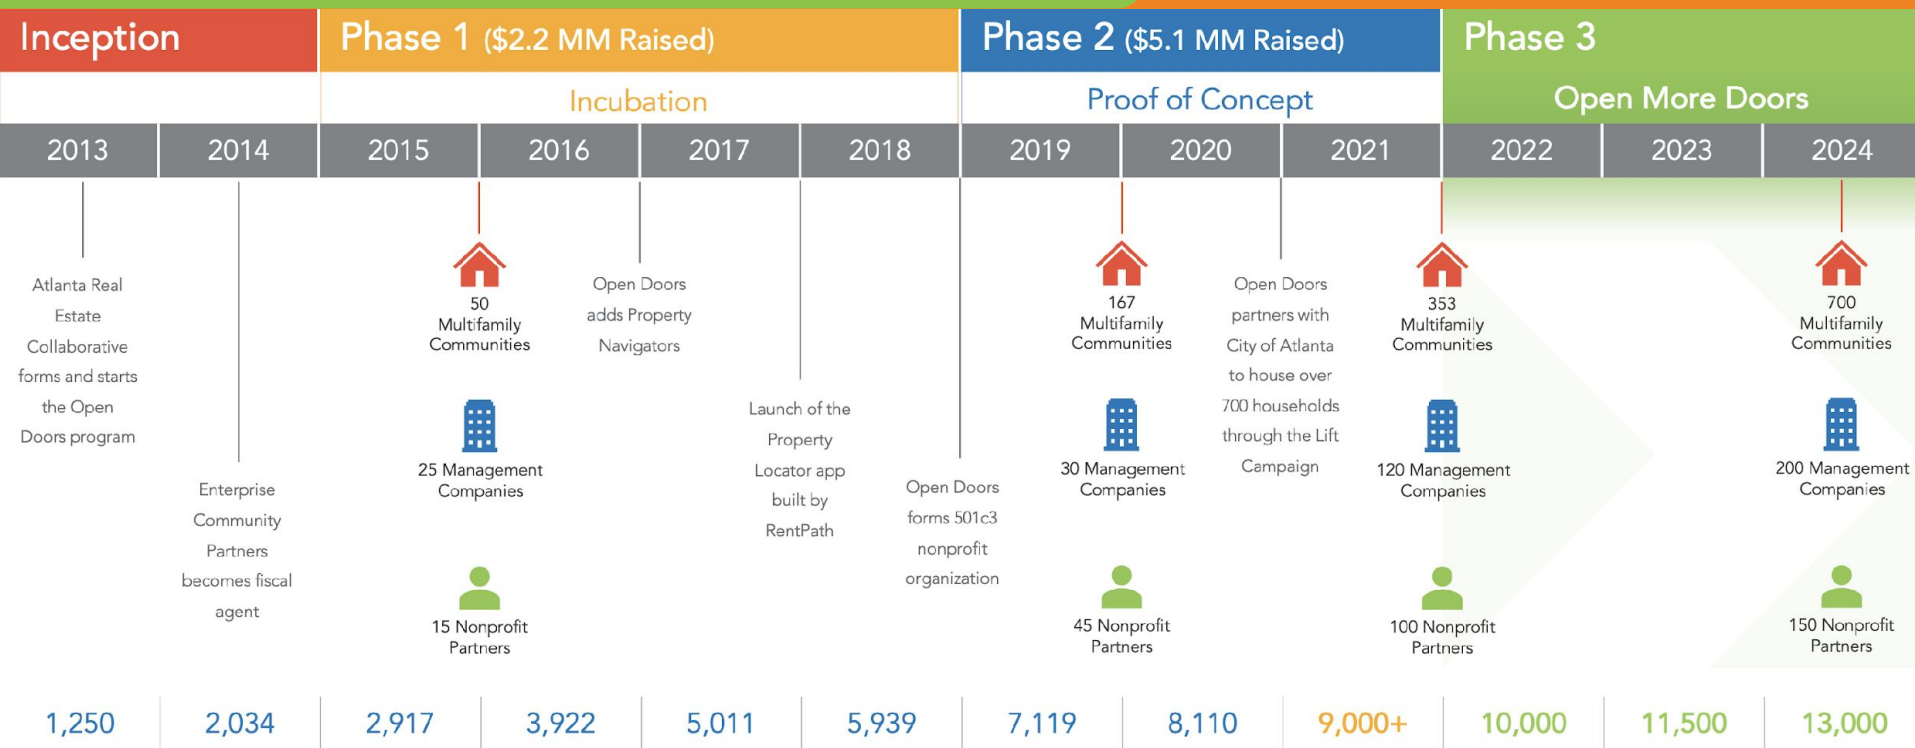 Inception
Phase 1 ($2.2 MM Raised)
Phase 2 ($5.1 MM Raised)
Phase 3
Incubation
Proof of Concept
Open More Doors
2013
2014
2015
2016
2017
2018
2019
2020
2021
2022
2023
2024
Atlanta Real
Estate
Collaborative
forms and starts
the Open
Doors program
Enterprise
Community
Partners
becomes fiscal
agent
50
Multifamily
Communities
25 Management
Companies
15 Nonprofit
Partners
Open Doors
adds Property
Navigators
Launch of the
Property
Locator app
built by
RentPath
Open Doors
forms 501c3
nonprofit
organization
167
Multifamily
Communities
30 Management
Companies
45 Nonprofit
Partners
Open Doors
partners with
City of Atlanta
to house over
700 households
through the Lift
Campaign
353
Multifamily
Communities
120 Management
Companies
100 Nonprofit
Partners
700
Multifamily
Communities
200 Management
Companies
150 Nonprofit
Partners
1,250
2,034
2,917
3,922
5,011
5,939
7,119
8,110
9,000+
10,000
11,500
13,000